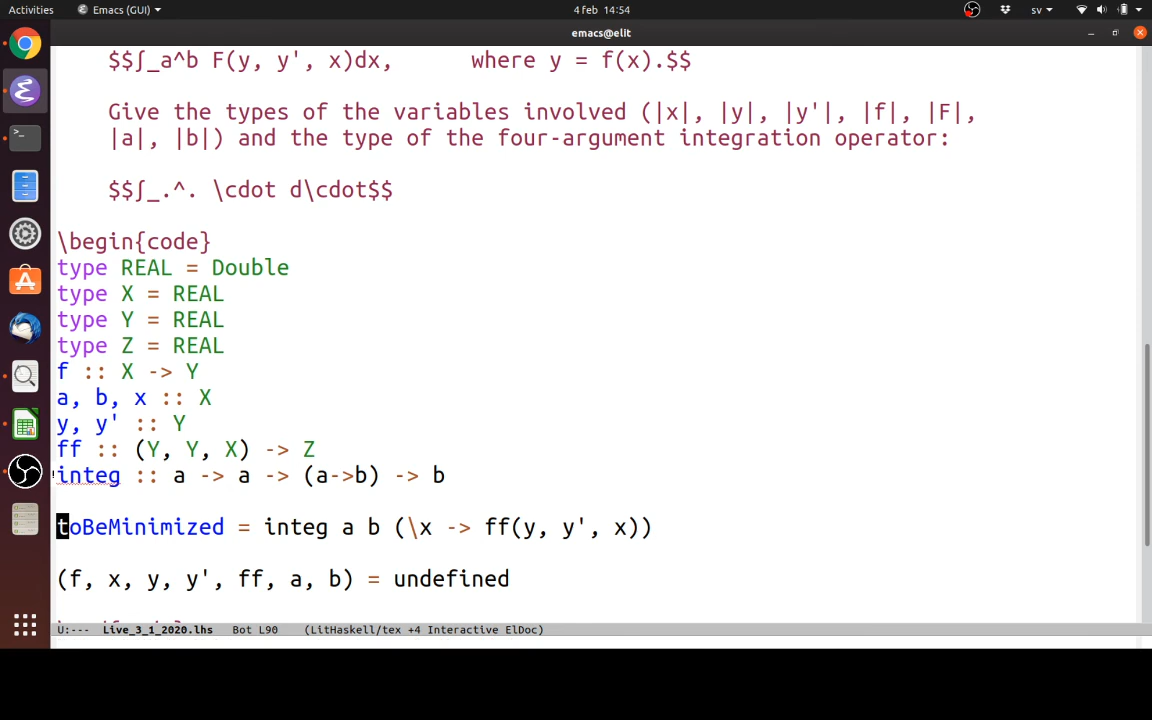 Activities
Emacs (GUI)
4 feb 14:54
sv
emacs@elit
$$∫_a^b F(y, y', x)dx, where y = f(x).$$
Give the types of the variables involved (|x|, |y|, |y'|, |f|, |F|,
|a|, |b|) and the type of the four-argument integration operator:
$$∫_.^. \cdot d\cdot$$
\begin{code}
type REAL = Double
type X = REAL
type Y = REAL
type Z = REAL
f :: X -> Y
a, b, x :: X
y, y' :: Y
ff :: (Y, Y, X) -> Z
integ :: a -> a -> (a->b) -> b
toBeMinimized = integ a b (\x -> ff(y, y', x))
(f, x, y, y', ff, a, b) = undefined
U:--- Live_3_1_2020.lhs Bot L90 (LitHaskell/tex +4 Interactive ElDoc)